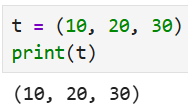 t = (10, 20, 30)
print(t)
(10, 20, 30)